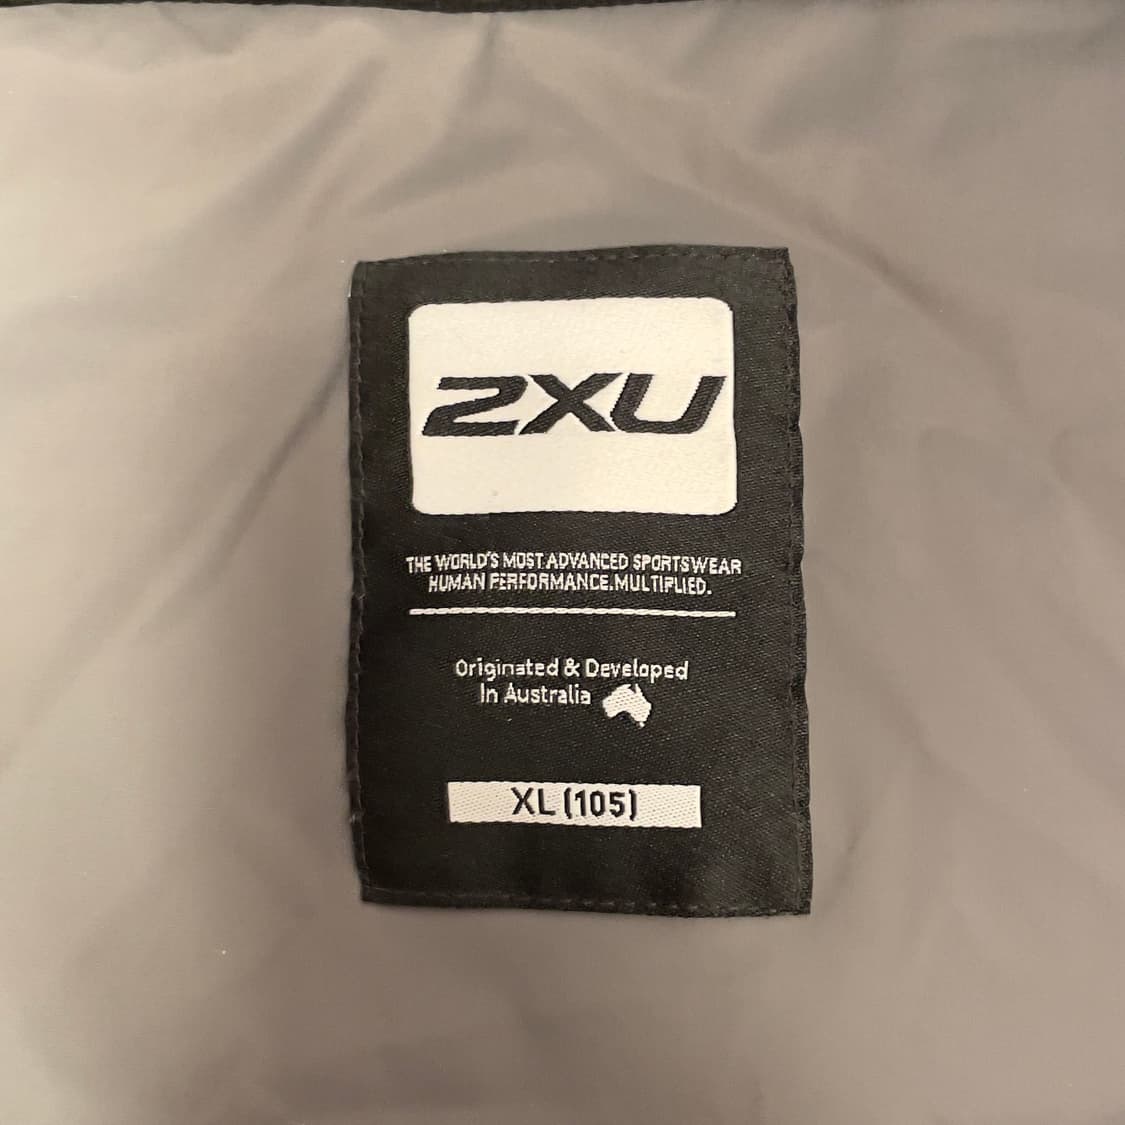 2XU
THE WORLD'S MOST ADVANCED SPORTSWEAR
HUMAN PERFORMANCE.MULTIPLIED.
Originated & Developed
In Australia
XL (105)